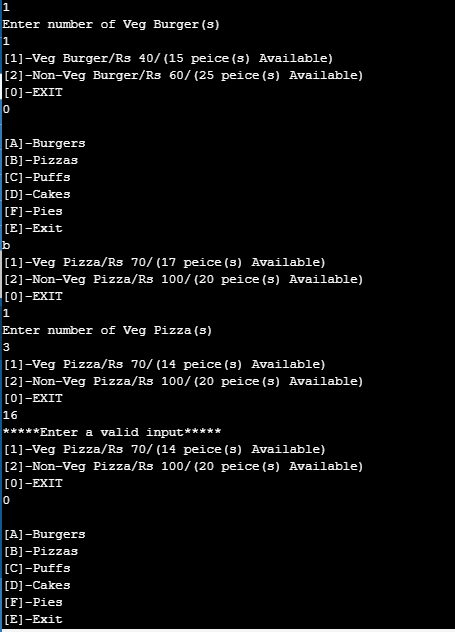 1
Enter number of Veg Burger(s)
1
[1]-Veg Burger/Rs 40/(15 peice(s) Available)
[2]-Non-Veg Burger/Rs 60/(25 peice(s) Available)
[0]-EXIT
0
[A]-Burgers
[B]-Pizzas
[C]-Puffs
[D]-Cakes
[F]-Pies
[E]-Exit
b
[1]-Veg Pizza/Rs 70/(17 peice(s) Available)
[2]-Non-Veg Pizza/Rs 100/(20 peice(s) Available)
[0]-EXIT
1
Enter number of Veg Pizza(s)
3
[1]-Veg Pizza/Rs 70/(14 peice(s) Available)
[2]-Non-Veg Pizza/Rs 100/(20 peice(s) Available)
[0]-EXIT
16
*****Enter a valid input*****
[1]-Veg Pizza/Rs 70/(14 peice(s) Available)
[2]-Non-Veg Pizza/Rs 100/(20 peice(s) Available)
[0]-EXIT
0
[A]-Burgers
[B]-Pizzas
[C]-Puffs
[D]-Cakes
[F]-Pies
[E]-Exit